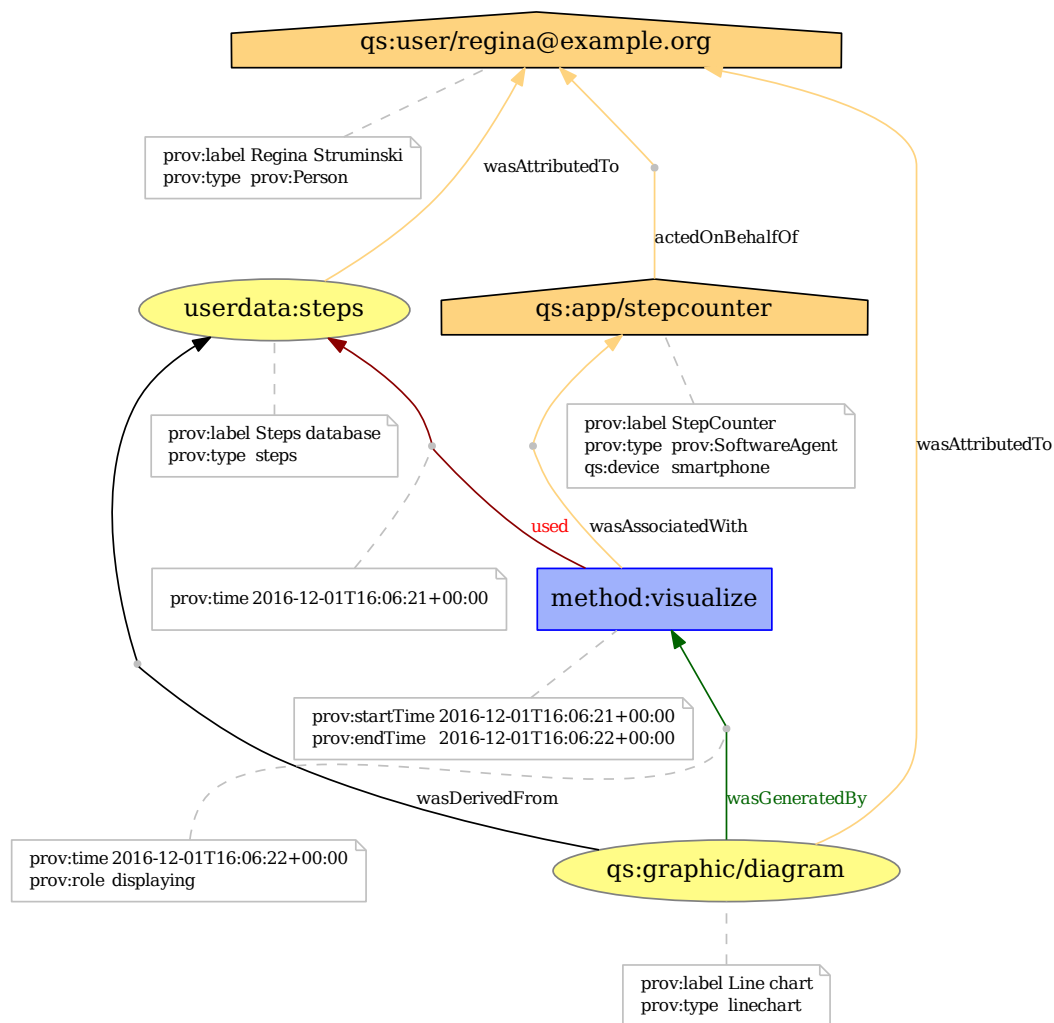 qs:user/regina@example.org
prov:label Regina Struminski
prov:type prov:Person
wasAttributedTo
actedOnBehalfOf
userdata:steps
qs:app/stepcounter
prov:label Steps database
prov:type steps
prov:label StepCounter
prov:type prov:SoftwareAgent
qs:device smartphone
wasAttributedTo
used
wasAssociatedWith
prov:time 2016-12-01T16:06:21+00:00
method:visualize
prov:startTime 2016-12-01T16:06:21+00:00
prov:endTime 2016-12-01T16:06:22+00:00
wasDerivedFrom
wasGeneratedBy
prov:time 2016-12-01T16:06:22+00:00
prov:role displaying
qs:graphic/diagram
prov:label Line chart
prov:type linechart